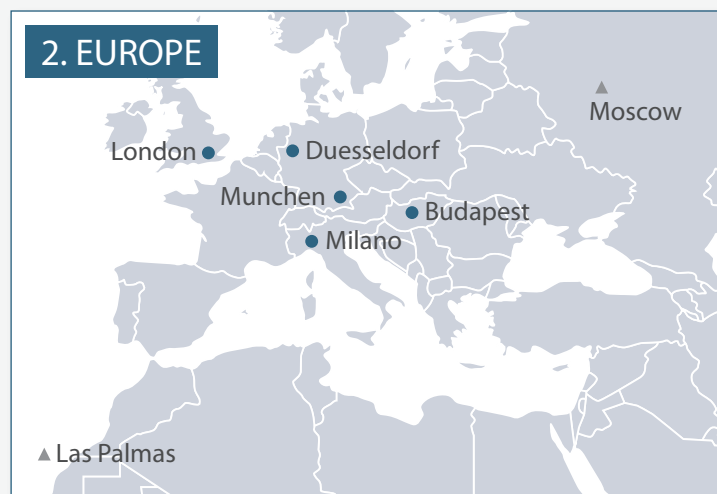 2. EUROPE
Moscow
London
Duesseldorf
Munchen
Budapest
Milano
Las Palmas